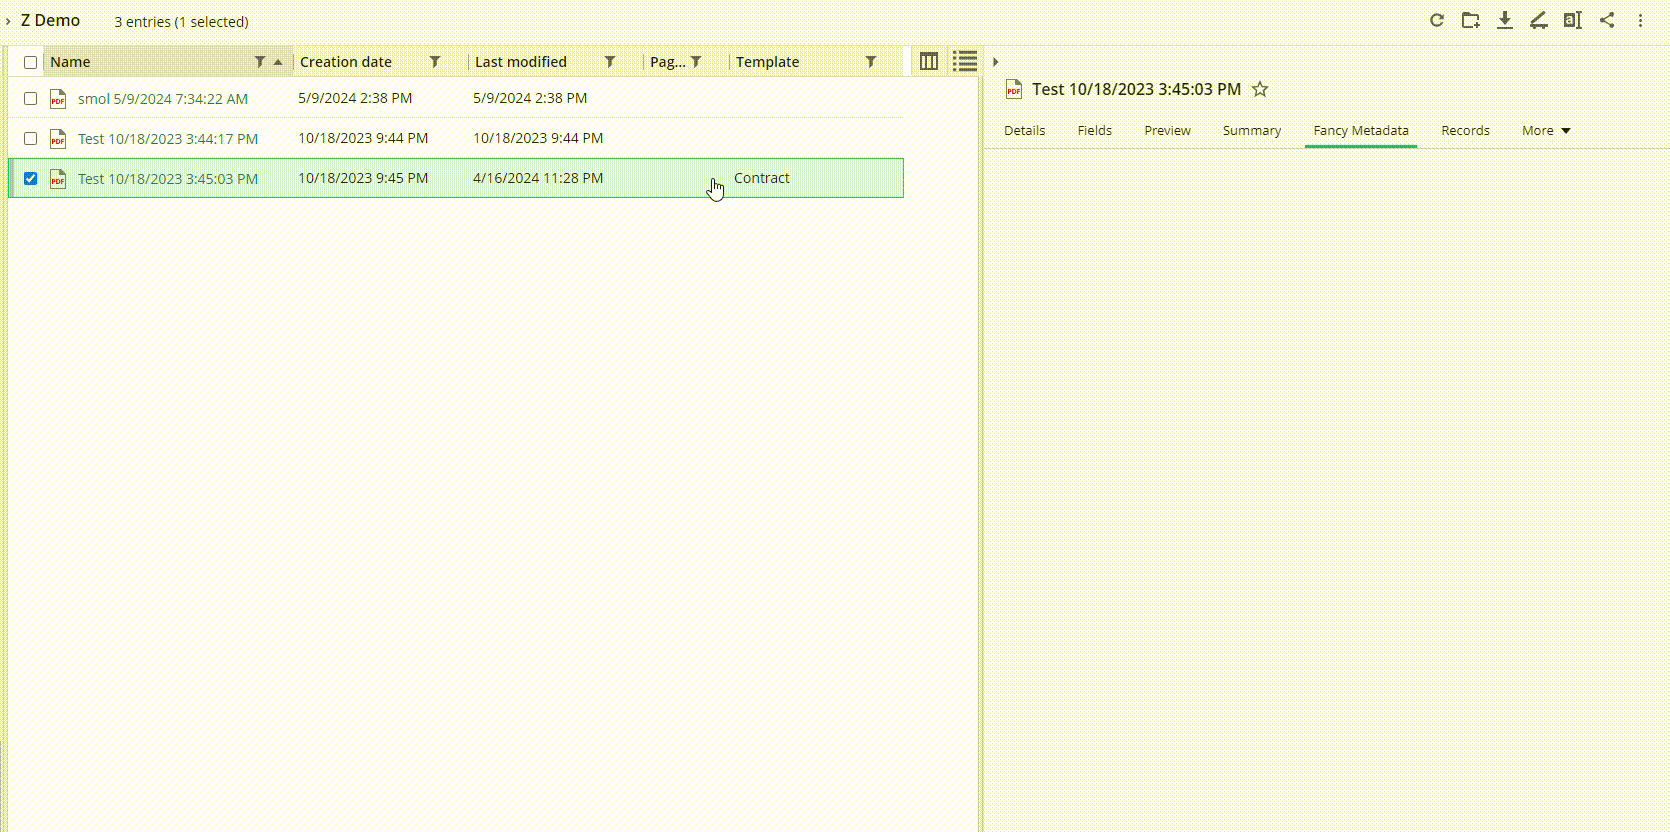 Z Demo 3 entries (1 selected)
Name Creation date Last modified Pag... Template
PDF smol 5/9/2024 7:34:22 AM 5/9/2024 2:38 PM 5/9/2024 2:38 PM
PDF Test 10/18/2023 3:44:17 PM 10/18/2023 9:44 PM 10/18/2023 9:44 PM
PDF Test 10/18/2023 3:45:03 PM 10/18/2023 9:45 PM 4/16/2024 11:28 PM Contract
PDF Test 10/18/2023 3:45:03 PM
Details Fields Preview Summary Fancy Metadata Records More